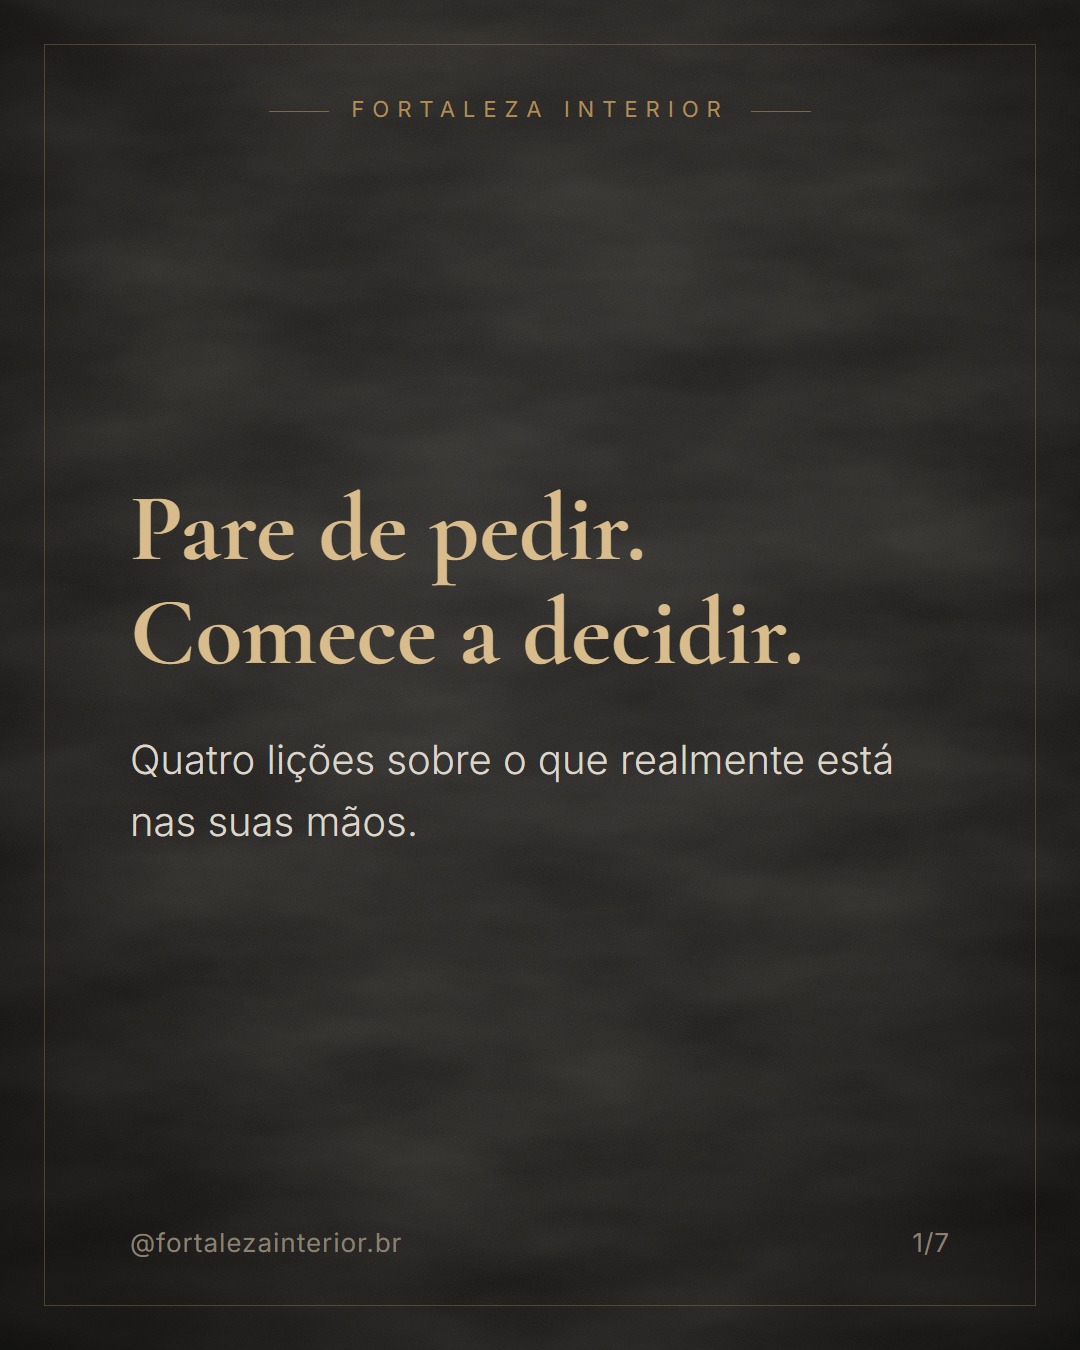 FORTALEZA INTERIOR
Pare de pedir.
Comece a decidir.
Quatro lições sobre o que realmente está
nas suas mãos.
@fortalezainterior.br
1/7